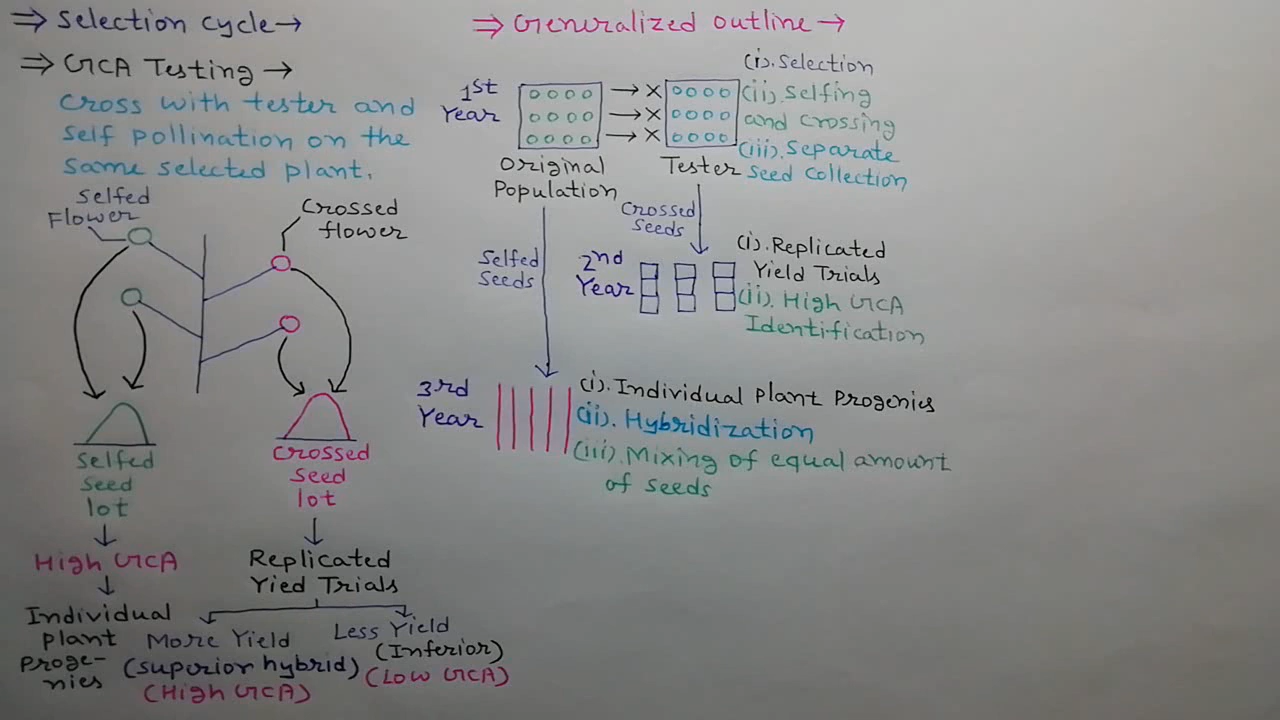 ⇒ Selection cycle →
⇒ GCA Testing →
Cross with tester and
Self pollination on the
Same selected plant.
Selfed
Flower
Crossed
flower
Selfed
Seed
lot
Crossed
Seed
lot
High GCA
Individual
Plant
Proge-
nies
Replicated
Yied Trials
More Yield
(Superior hybrid)
(High GCA)
Less Yield
(Inferior)
(Low GCA)
⇒ Generalized outline →
1st
Year
→ X
→ X
→ X
Original
Population
Tester
(i). Selection
(ii). Selfing
and crossing
(iii). Separate
Seed Collection
Crossed
Seeds
Selfed
Seeds
2nd
Year
(i). Replicated
Yield Trials
(ii). High GCA
Identification
3rd
Year
(i). Individual Plant Progenies
(ii). Hybridization
(iii). Mixing of equal amount
of seeds